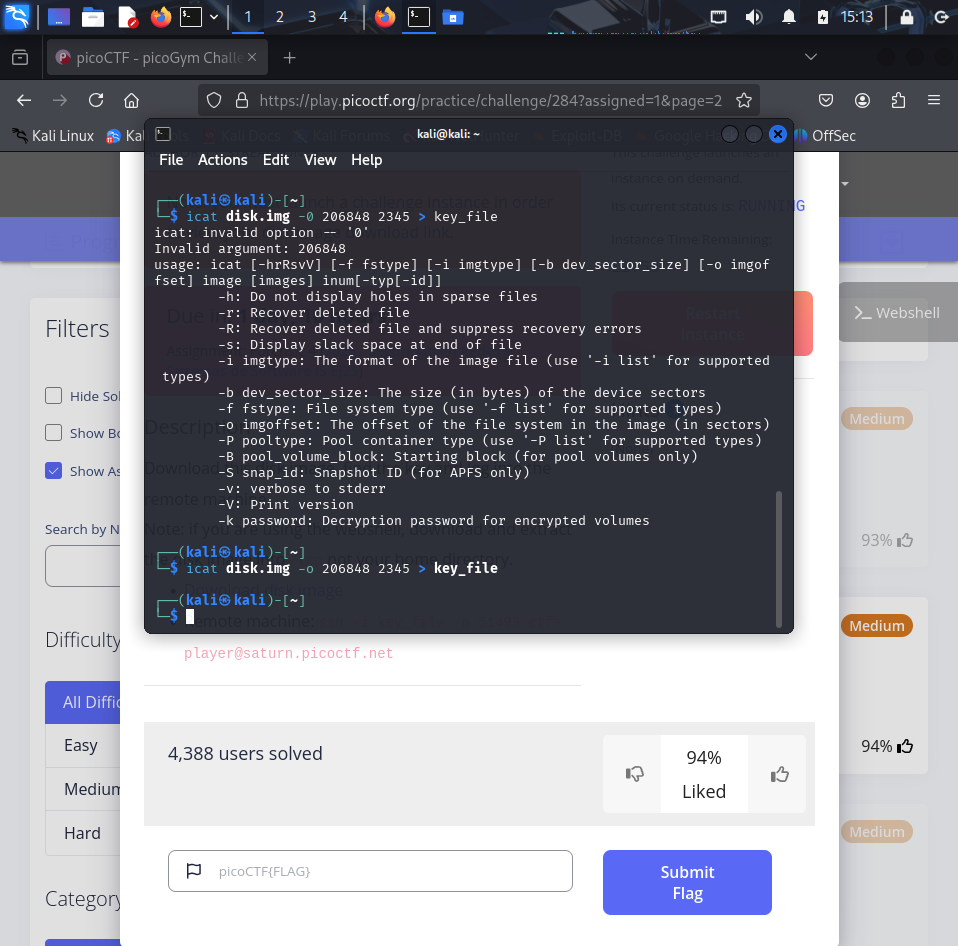 1 2 3 4
15:13
picoCTF - picoGym Challe
https://play.picoctf.org/practice/challenge/284?assigned=1&page=2
Kali Linux
OffSec
kali@kali: ~
File Actions Edit View Help
┌──(kali㉿kali)-[~]
└─$ icat disk.img -0 206848 2345 > key_file
icat: invalid option -- '0'
Invalid argument: 206848
usage: icat [-hrRsvV] [-f fstype] [-i imgtype] [-b dev_sector_size] [-o imgof
fset] image [images] inum[-typ[-id]]
-h: Do not display holes in sparse files
-r: Recover deleted file
-R: Recover deleted file and suppress recovery errors
-s: Display slack space at end of file
-i imgtype: The format of the image file (use '-i list' for supported
types)
-b dev_sector_size: The size (in bytes) of the device sectors
-f fstype: File system type (use '-f list' for supported types)
-o imgoffset: The offset of the file system in the image (in sectors)
-P pooltype: Pool container type (use '-P list' for supported types)
-B pool_volume_block: Starting block (for pool volumes only)
-S snap_id: Snapshot ID (for APFS only)
-v: verbose to stderr
-V: Print version
-k password: Decryption password for encrypted volumes
┌──(kali㉿kali)-[~]
└─$ icat disk.img -o 206848 2345 > key_file
┌──(kali㉿kali)-[~]
└─$
RUNNING
Restart
Instance
Webshell
Filters
Hide Sol
Show Bo
Show As
Search by N
Difficulty
All Diffic
Easy
Medium
Hard
Category
Medium
93%
Medium
94%
Medium
player@saturn.picoctf.net
4,388 users solved
94%
Liked
picoCTF{FLAG}
Submit
Flag